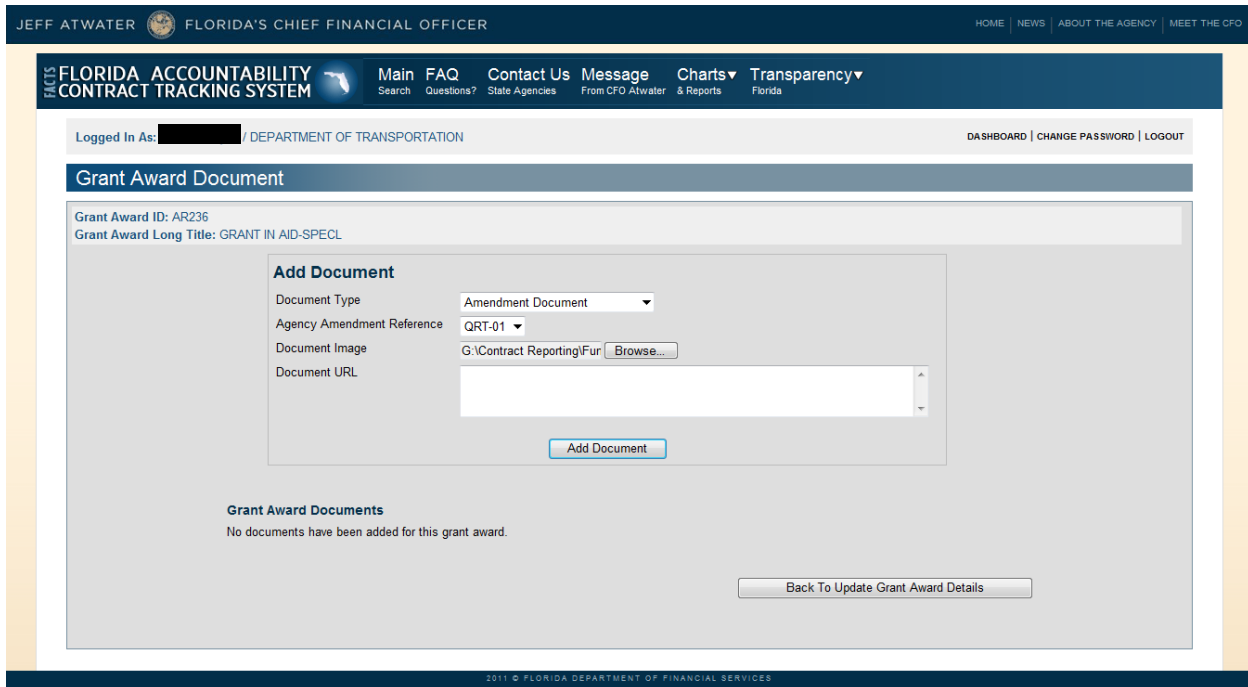 JEFF ATWATER FLORIDA'S CHIEF FINANCIAL OFFICER HOME | NEWS | ABOUT THE AGENCY | MEET THE CFO
FACTS FLORIDA ACCOUNTABILITY CONTRACT TRACKING SYSTEM
Main FAQ Contact Us Message Charts▾ Transparency▾
Search Questions? State Agencies From CFO Atwater & Reports Florida
Logged In As: / DEPARTMENT OF TRANSPORTATION DASHBOARD | CHANGE PASSWORD | LOGOUT
Grant Award Document
Grant Award ID: AR236
Grant Award Long Title: GRANT IN AID-SPECL
Add Document
Document Type Amendment Document
Agency Amendment Reference QRT-01
Document Image G:\Contract Reporting\Fur Browse...
Document URL
Add Document
Grant Award Documents
No documents have been added for this grant award.
Back To Update Grant Award Details
2011 © FLORIDA DEPARTMENT OF FINANCIAL SERVICES